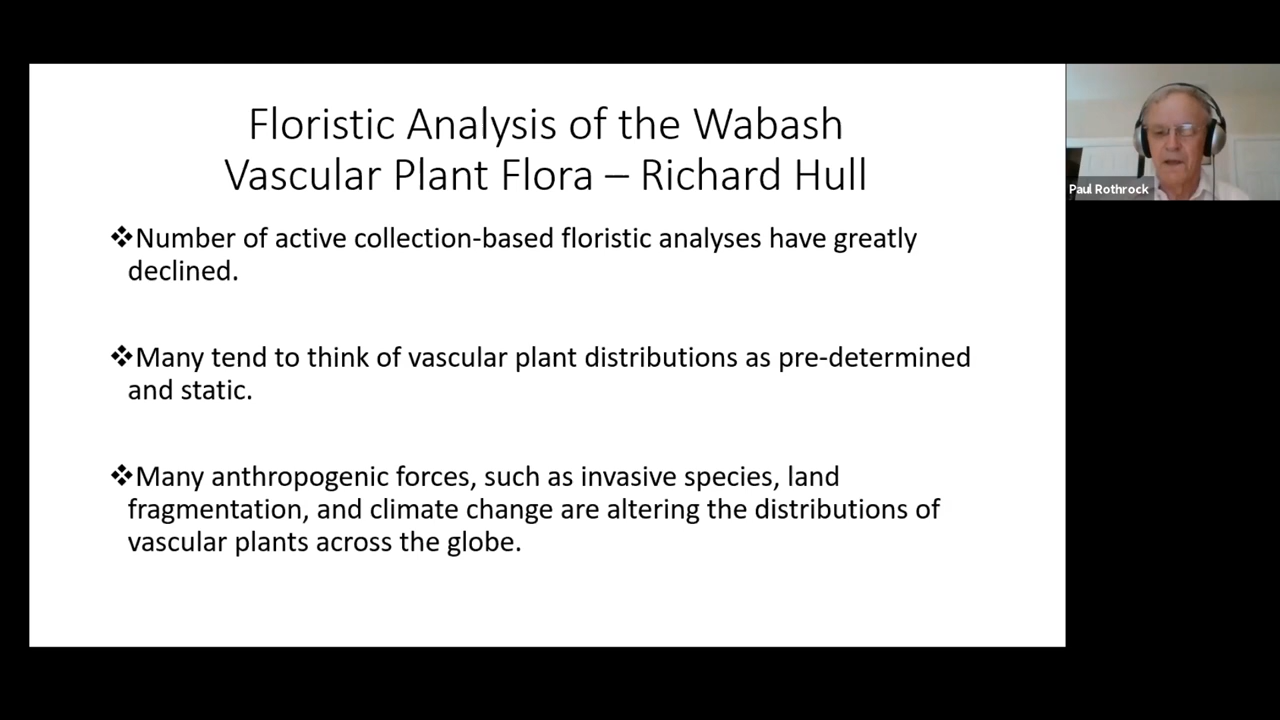 Floristic Analysis of the Wabash
Vascular Plant Flora – Richard Hull
❖Number of active collection-based floristic analyses have greatly
declined.
❖Many tend to think of vascular plant distributions as pre-determined
and static.
❖Many anthropogenic forces, such as invasive species, land
fragmentation, and climate change are altering the distributions of
vascular plants across the globe.
Paul Rothrock